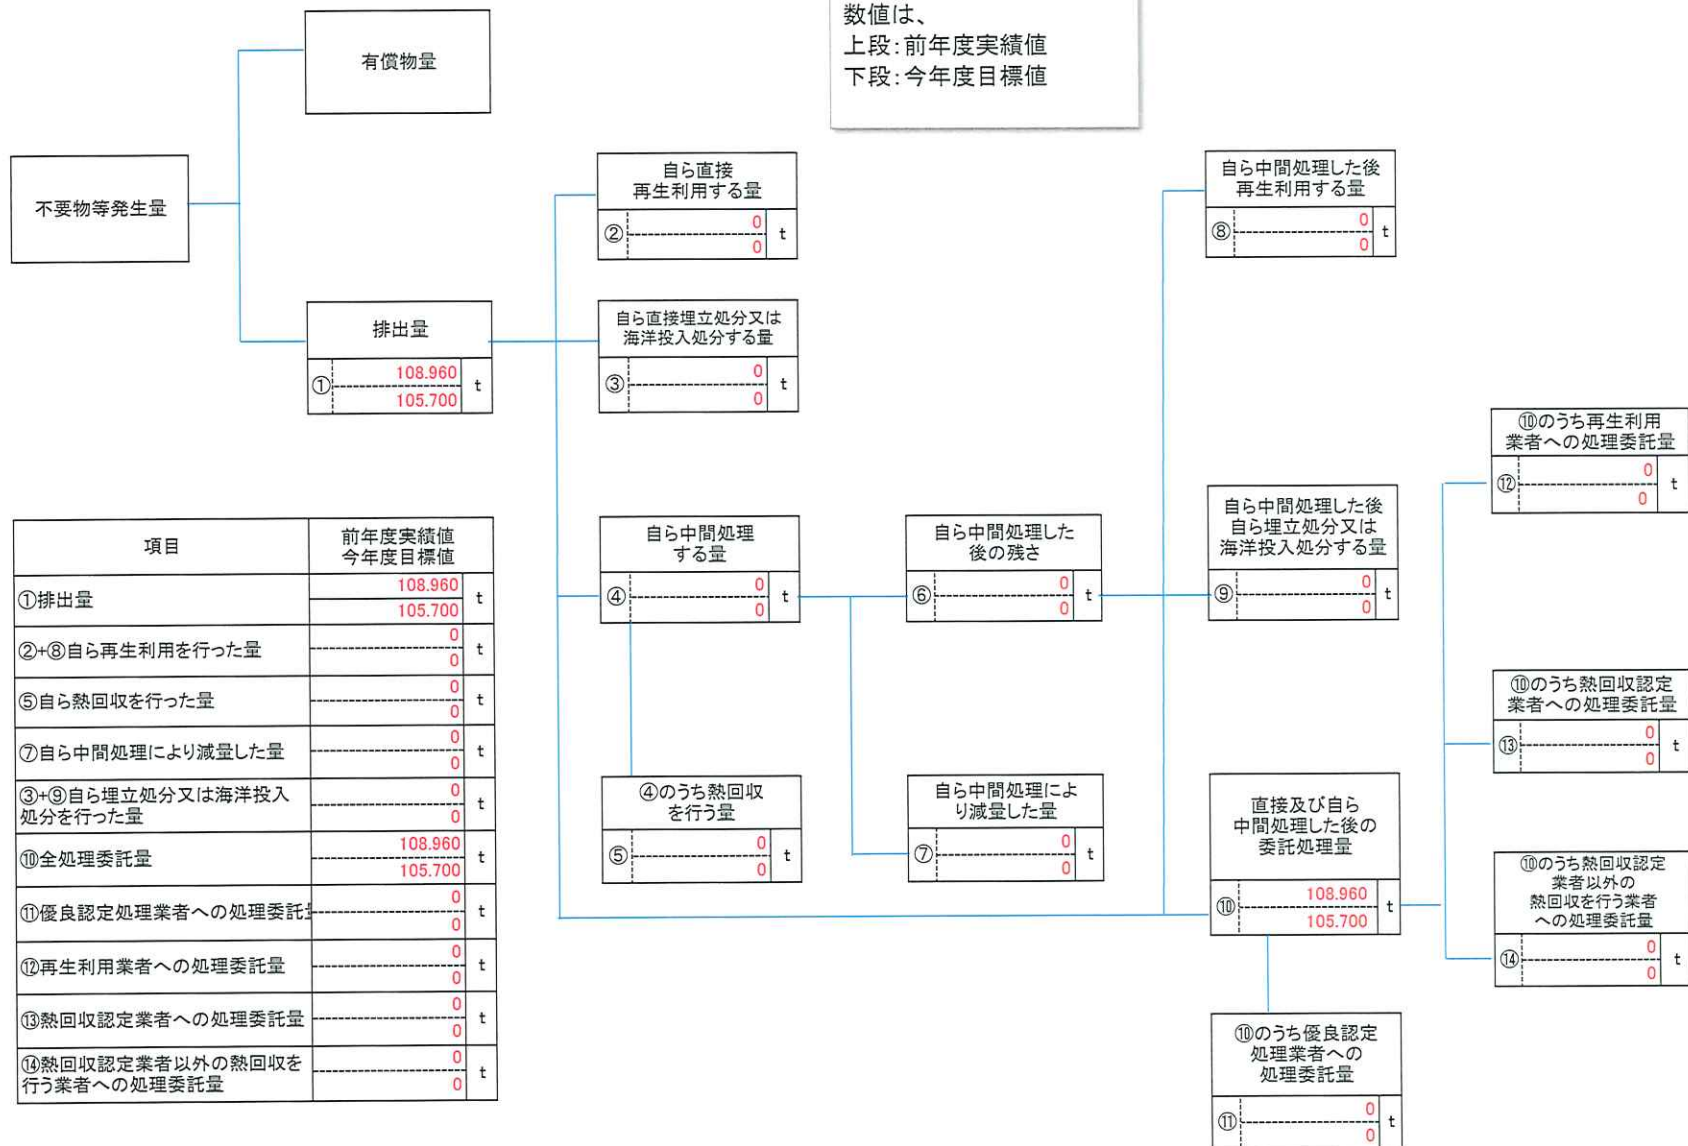 数値は、
上段:前年度実績値
下段:今年度目標値
有償物量
不要物等発生量
排出量
①
108.960
105.700
t
自ら直接
再生利用する量
②
0
0
t
自ら直接埋立処分又は
海洋投入処分する量
③
0
0
t
自ら中間処理
する量
④
0
0
t
④のうち熱回収
を行う量
⑤
0
0
t
自ら中間処理した
後の残さ
⑥
0
0
t
自ら中間処理によ
り減量した量
⑦
0
0
t
自ら中間処理した後
再生利用する量
⑧
0
0
t
自ら中間処理した後
自ら埋立処分又は
海洋投入処分する量
⑨
0
0
t
直接及び自ら
中間処理した後の
委託処理量
⑩
108.960
105.700
t
⑩のうち優良認定
処理業者への
処理委託量
⑪
0
0
t
⑩のうち再生利用
業者への処理委託量
⑫
0
0
t
⑩のうち熱回収認定
業者への処理委託量
⑬
0
0
t
⑩のうち熱回収認定
業者以外の
熱回収を行う業者
への処理委託量
⑭
0
0
t
項目
前年度実績値
今年度目標値
①排出量
108.960
105.700
t
②+⑧自ら再生利用を行った量
0
0
t
⑤自ら熱回収を行った量
0
0
t
⑦自ら中間処理により減量した量
0
0
t
③+⑨自ら埋立処分又は海洋投入
処分を行った量
0
0
t
⑩全処理委託量
108.960
105.700
t
⑪優良認定処理業者への処理委託
0
0
t
⑫再生利用業者への処理委託量
0
0
t
⑬熱回収認定業者への処理委託量
0
0
t
⑭熱回収認定業者以外の熱回収を
行う業者への処理委託量
0
0
t